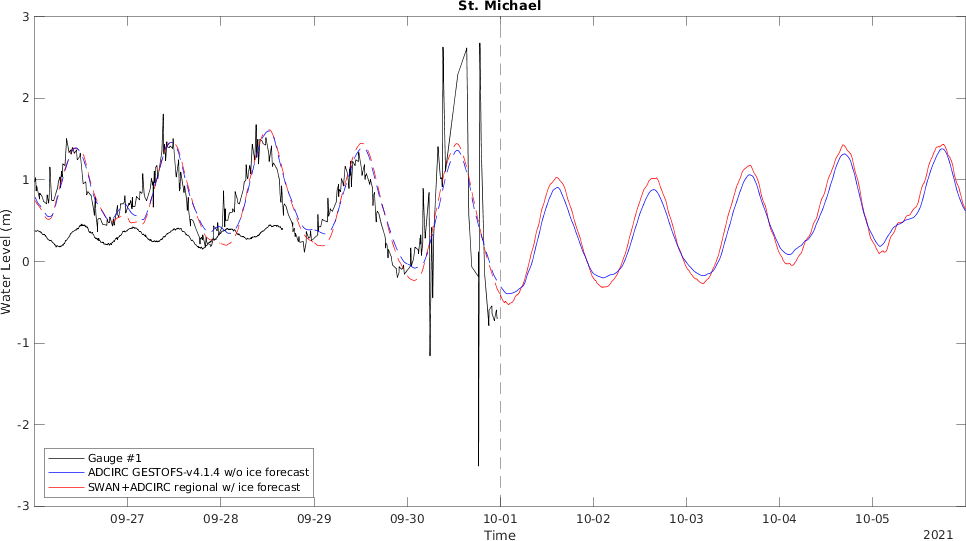 St. Michael
3
2
1
0
-1
-2
-3
Water Level (m)
Gauge #1
ADCIRC GESTOFS-v4.1.4 w/o ice forecast
SWAN+ADCIRC regional w/ ice forecast
09-27 09-28 09-29 09-30 10-01 10-02 10-03 10-04 10-05
Time
2021